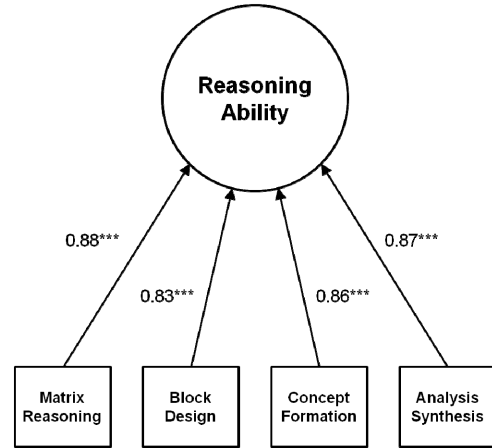 Reasoning
Ability
0.88***
0.87***
0.83***
0.86***
Matrix
Reasoning
Block
Design
Concept
Formation
Analysis
Synthesis